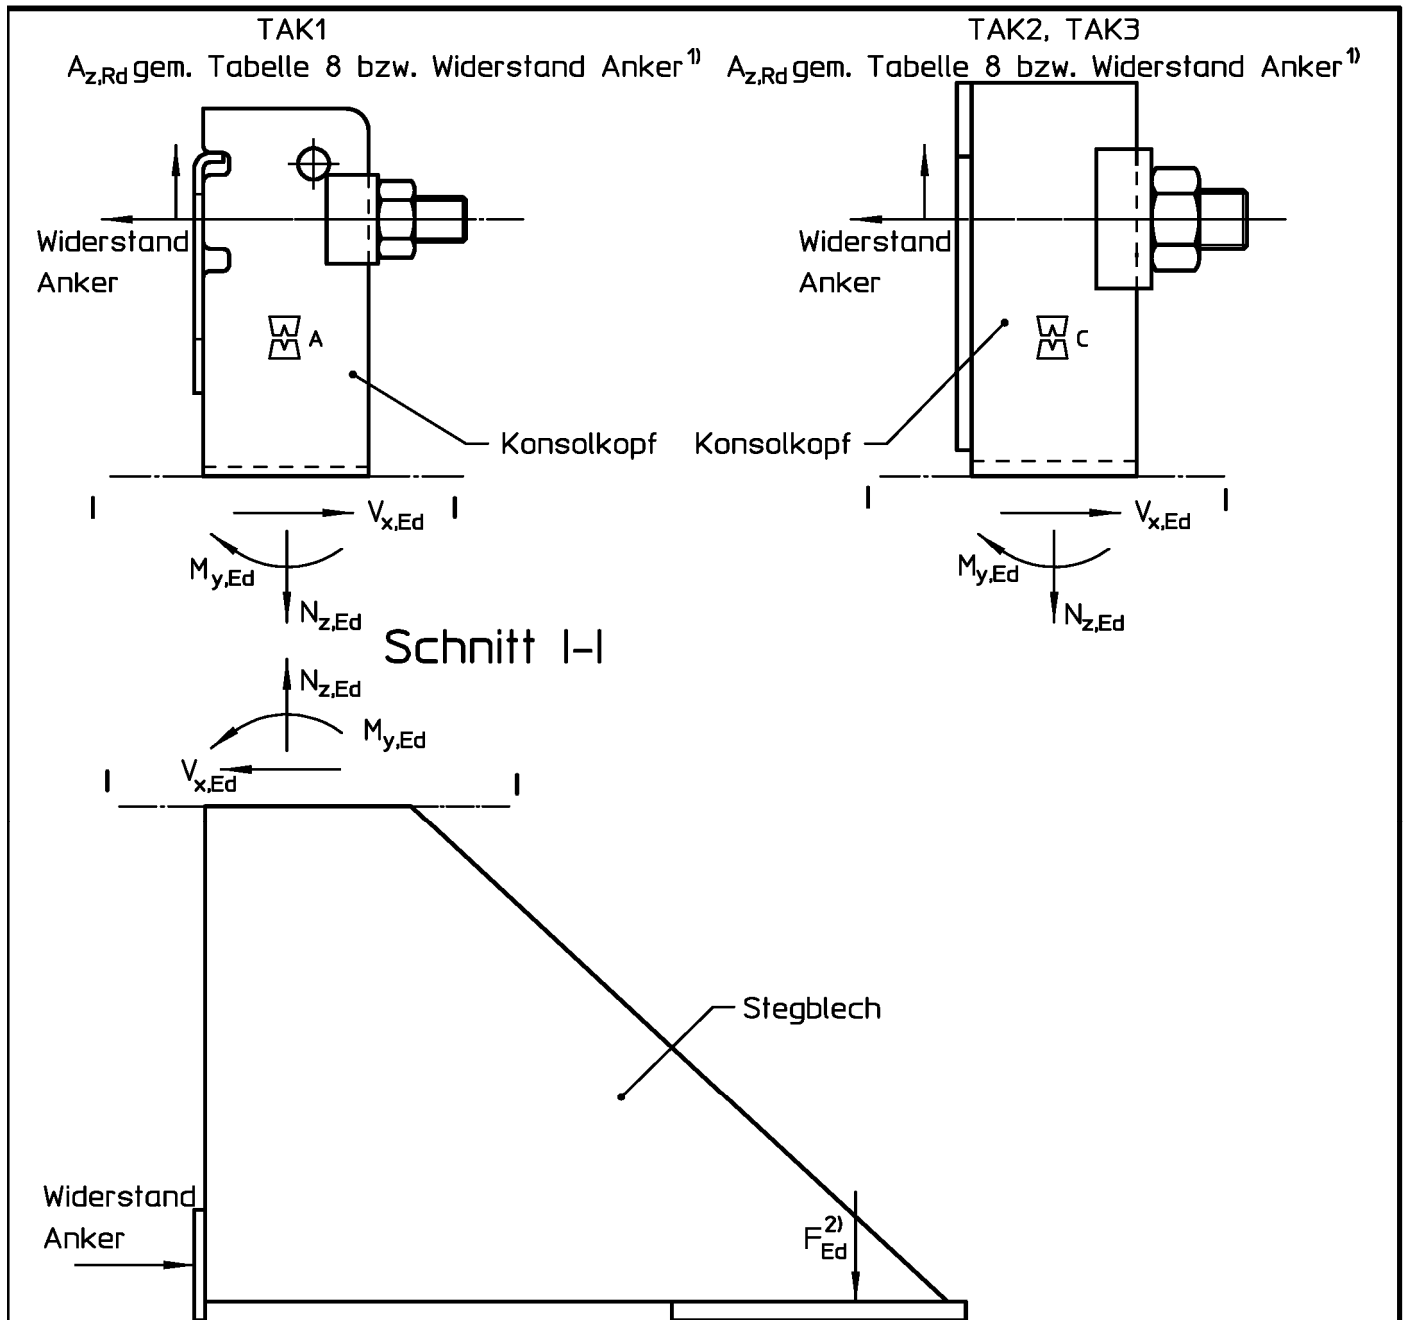 TAK1
A_z,Rd gem. Tabelle 8 bzw. Widerstand Anker 1)
TAK2, TAK3
A_z,Rd gem. Tabelle 8 bzw. Widerstand Anker 1)
Widerstand
Anker
A
Widerstand
Anker
C
Konsolkopf
Konsolkopf
I
V_x,Ed
I
M_y,Ed
N_z,Ed
I
V_x,Ed
I
M_y,Ed
N_z,Ed
Schnitt I-I
N_z,Ed
M_y,Ed
I
V_x,Ed
I
Stegblech
Widerstand
Anker
F_Ed 2)